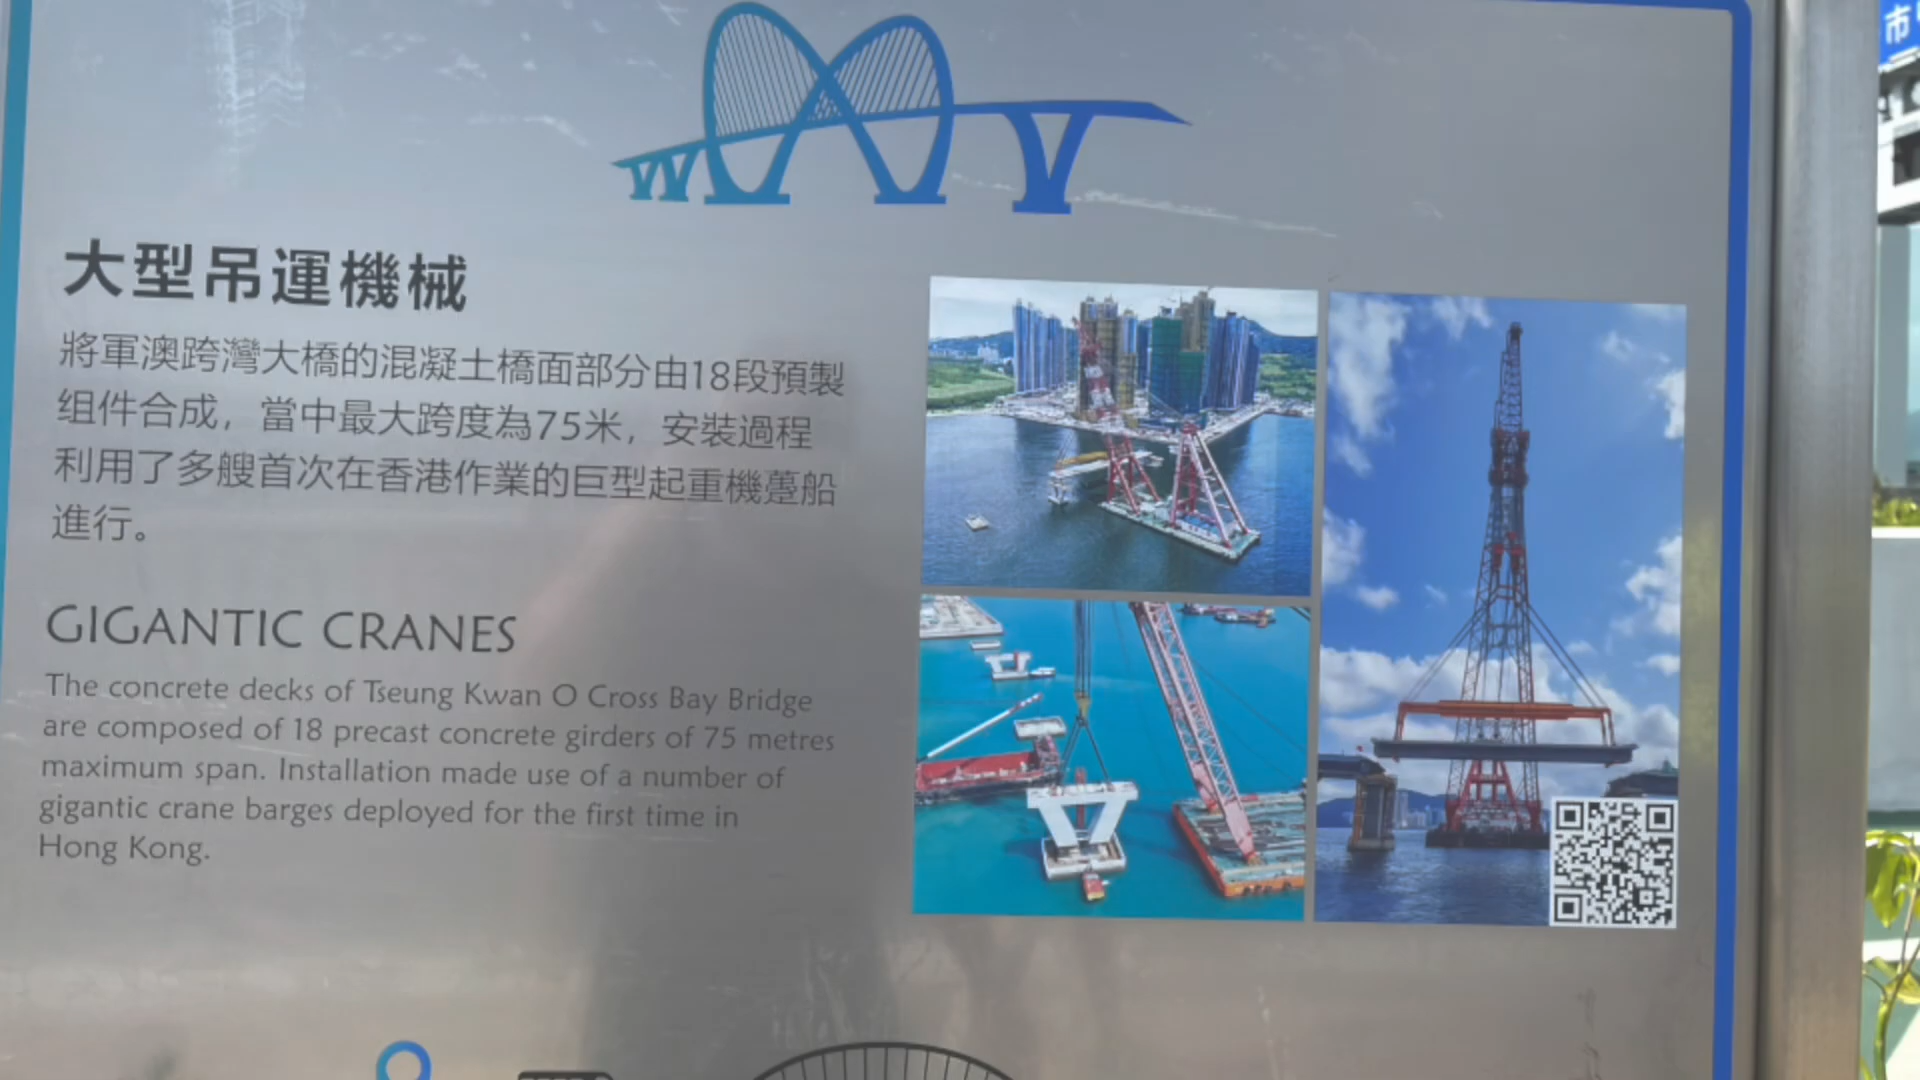 大型吊運機械
將軍澳跨灣大橋的混凝土橋面部分由18段預製
组件合成，當中最大跨度為75米，安裝過程
利用了多艘首次在香港作業的巨型起重機躉船
進行。
GIGANTIC CRANES
The concrete decks of Tseung Kwan O Cross Bay Bridge
are composed of 18 precast concrete girders of 75 metres
maximum span. Installation made use of a number of
gigantic crane barges deployed for the first time in
Hong Kong.
市